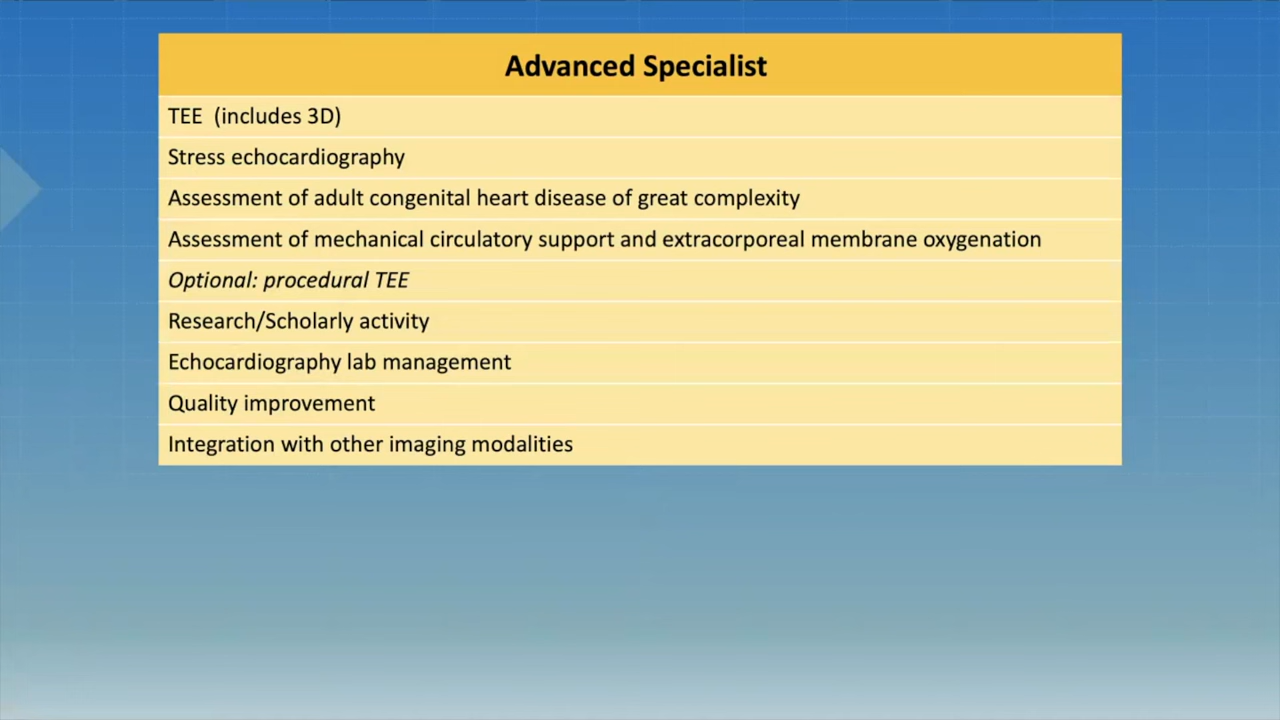 Advanced Specialist
TEE (includes 3D)
Stress echocardiography
Assessment of adult congenital heart disease of great complexity
Assessment of mechanical circulatory support and extracorporeal membrane oxygenation
Optional: procedural TEE
Research/Scholarly activity
Echocardiography lab management
Quality improvement
Integration with other imaging modalities